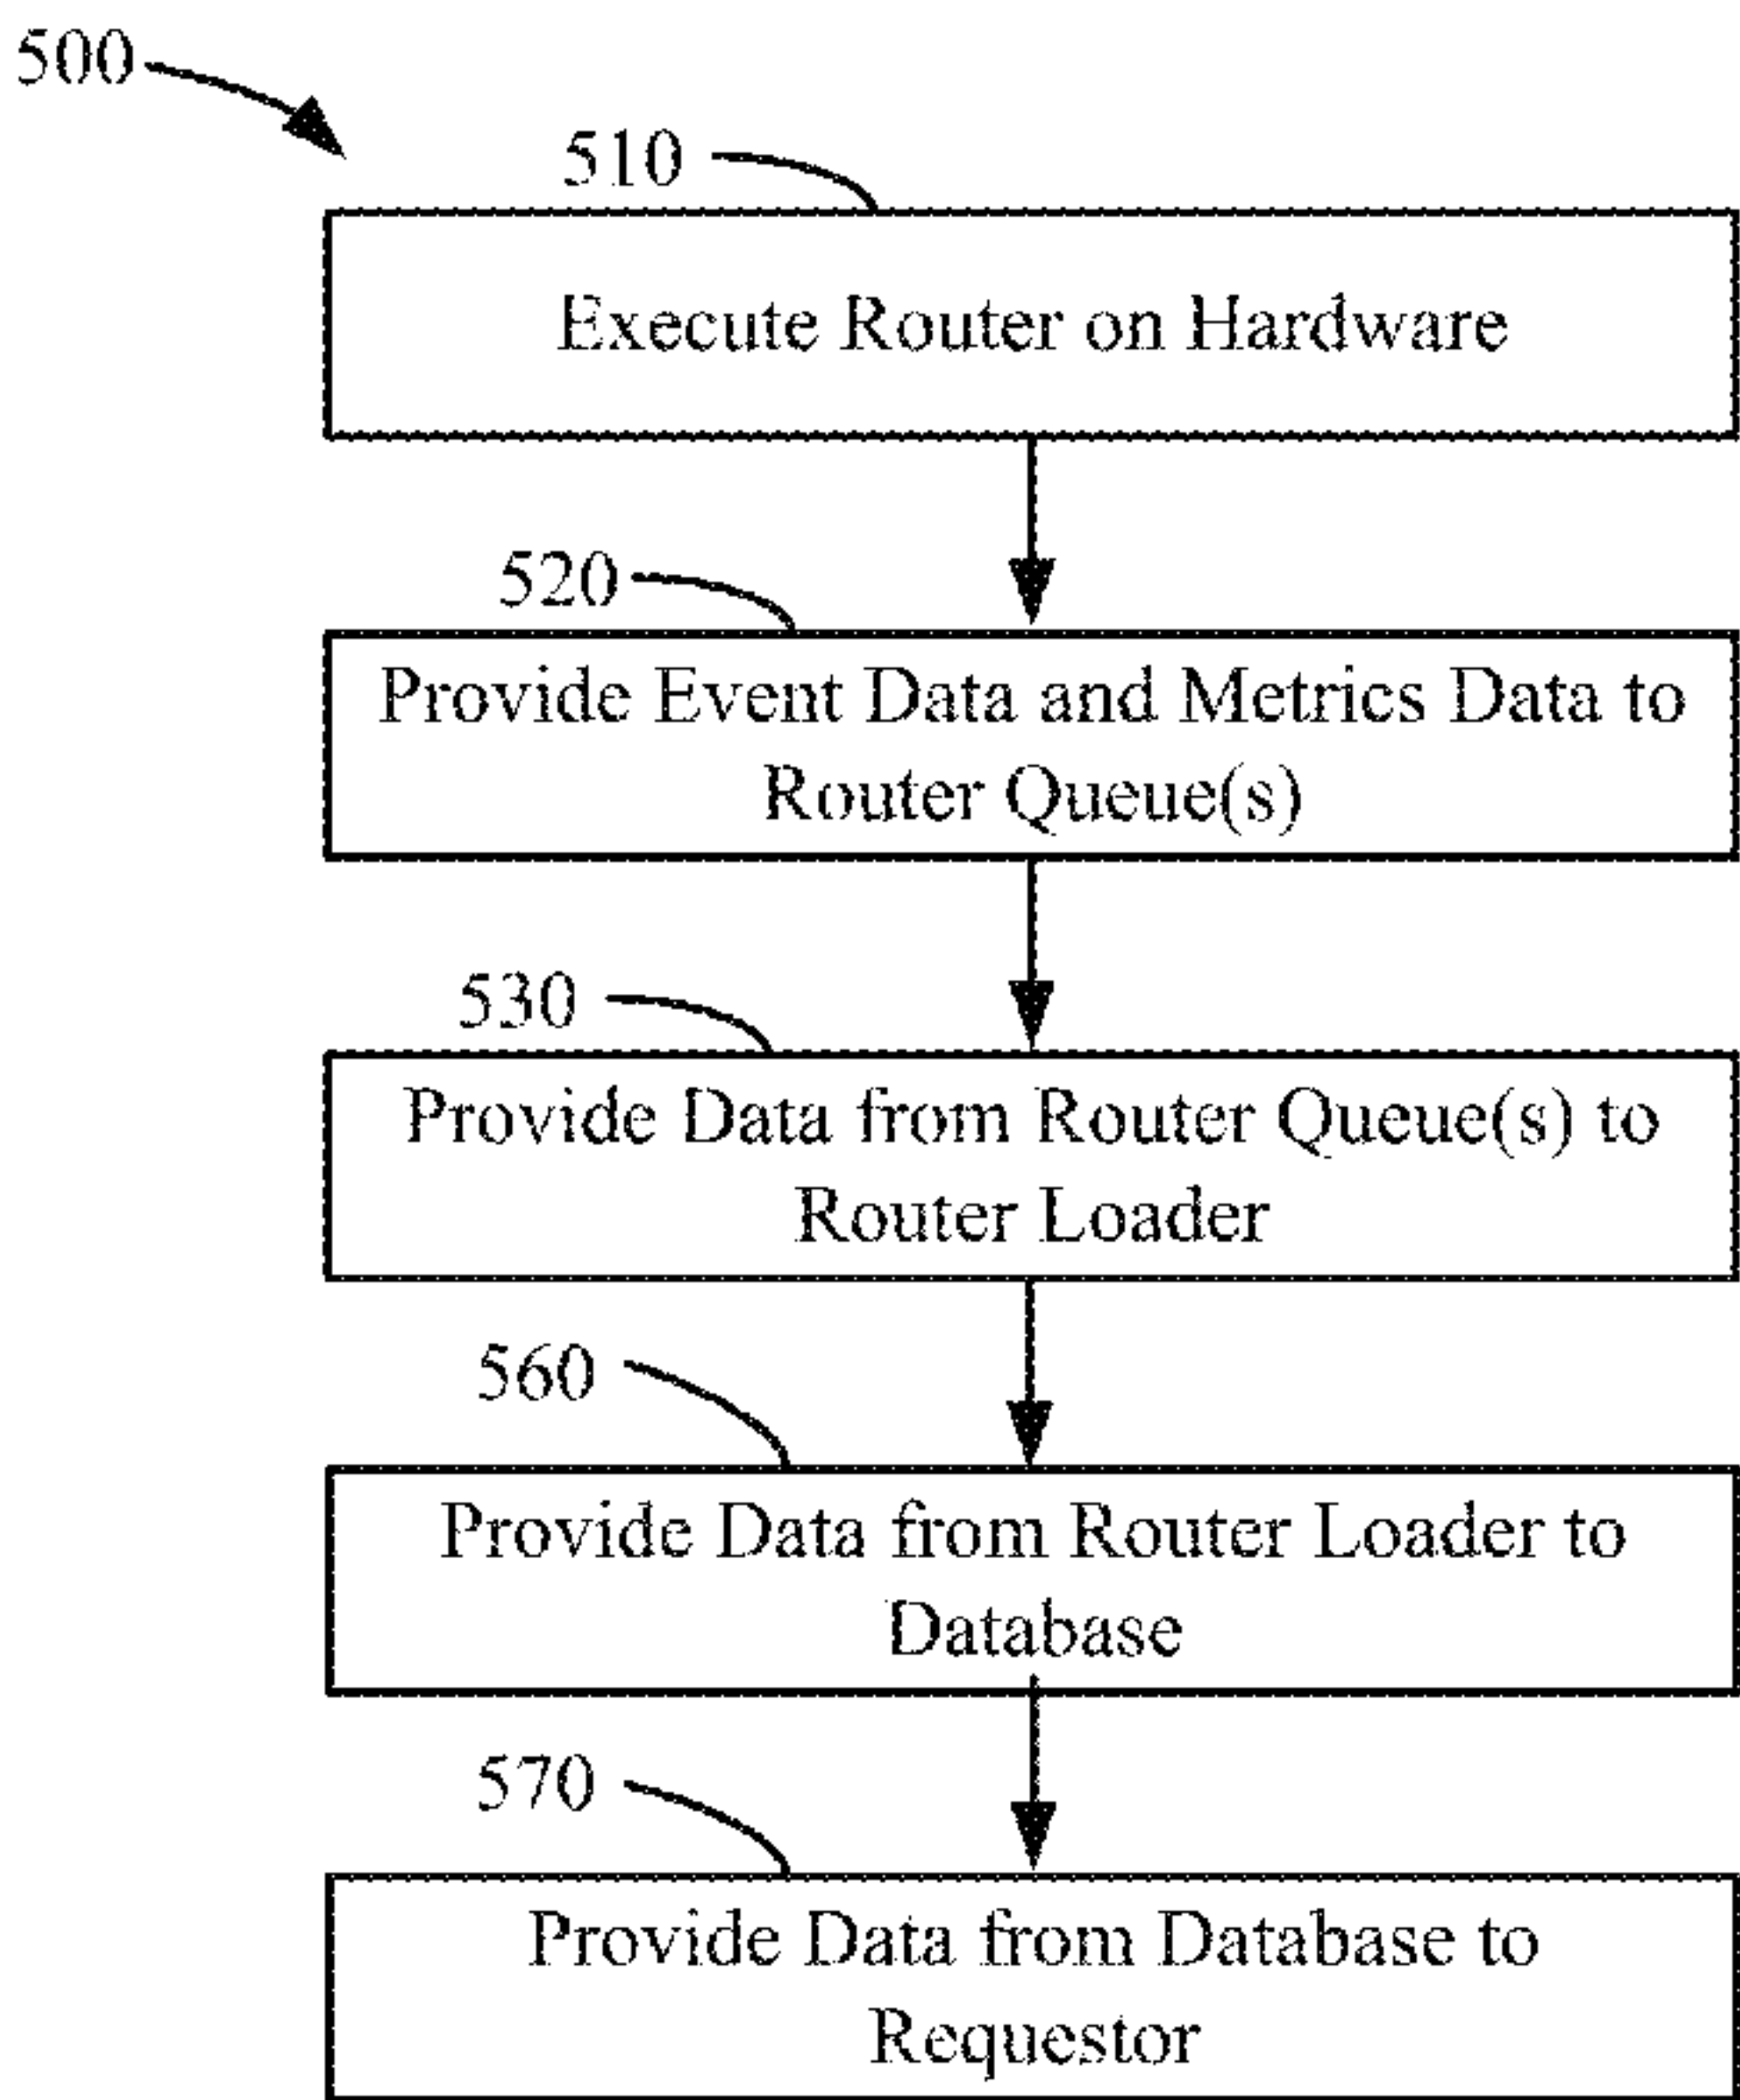 500
510
Execute Router on Hardware
520
Provide Event Data and Metrics Data to
Router Queue(s)
530
Provide Data from Router Queue(s) to
Router Loader
560
Provide Data from Router Loader to
Database
570
Provide Data from Database to
Requestor